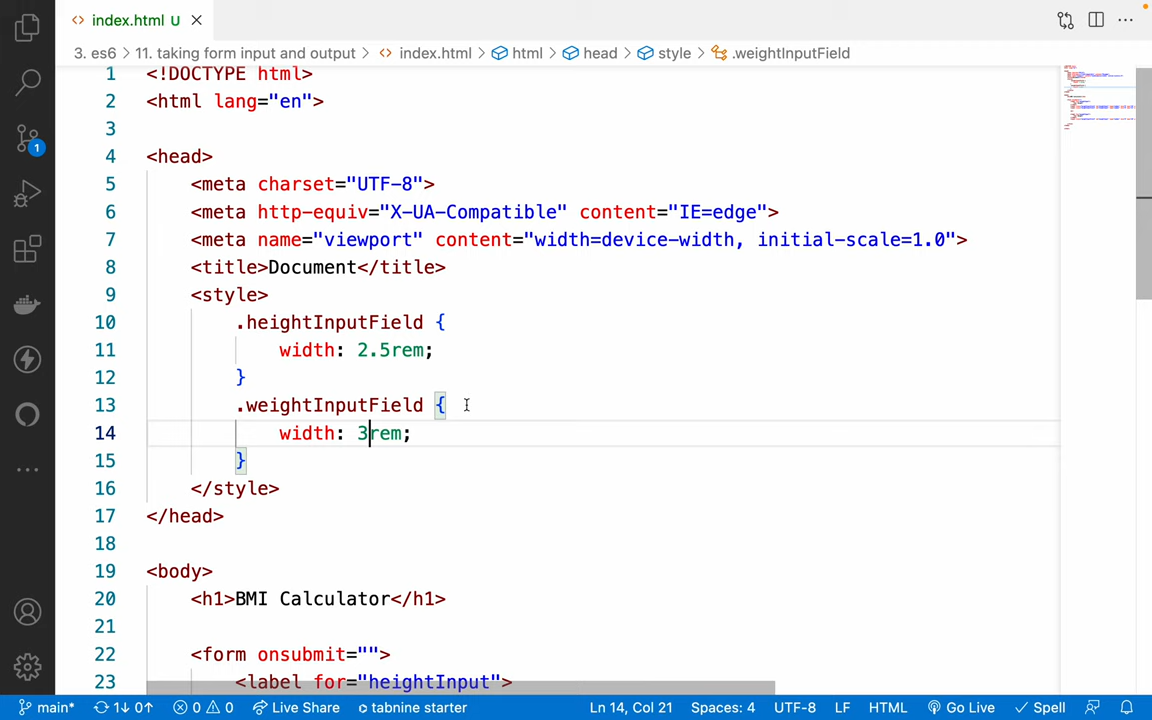 index.html U
3. es6 > 11. taking form input and output > index.html > html > head > style > .weightInputField
1 <!DOCTYPE html>
2 <html lang="en">
3
4 <head>
5 <meta charset="UTF-8">
6 <meta http-equiv="X-UA-Compatible" content="IE=edge">
7 <meta name="viewport" content="width=device-width, initial-scale=1.0">
8 <title>Document</title>
9 <style>
10 .heightInputField {
11 width: 2.5rem;
12 }
13 .weightInputField {
14 width: 3rem;
15 }
16 </style>
17 </head>
18
19 <body>
20 <h1>BMI Calculator</h1>
21
22 <form onsubmit="">
23 <label for="heightInput">
1
main* 1↓ 0↑ 0 0 Live Share tabnine starter Ln 14, Col 21 Spaces: 4 UTF-8 LF HTML Go Live Spell